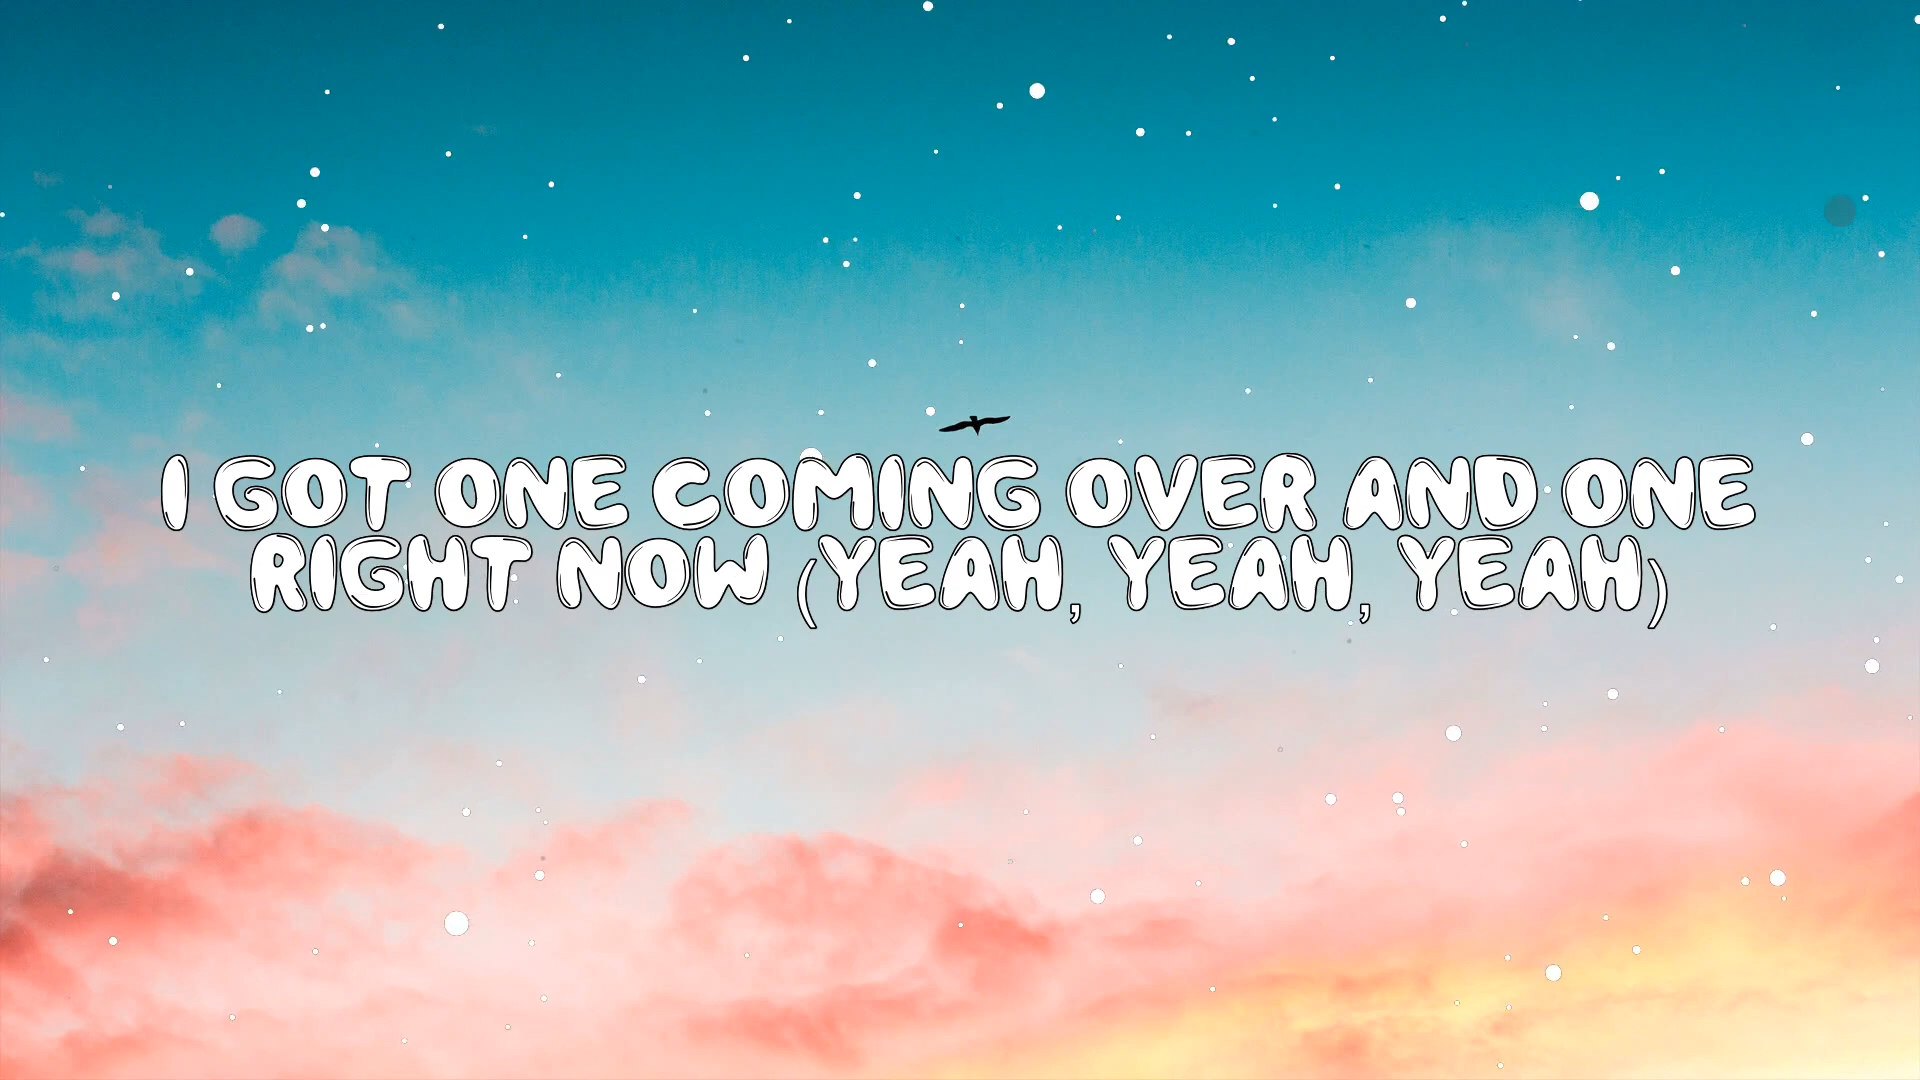 I GOT ONE COMING OVER AND ONE
RIGHT NOW (YEAH, YEAH, YEAH)